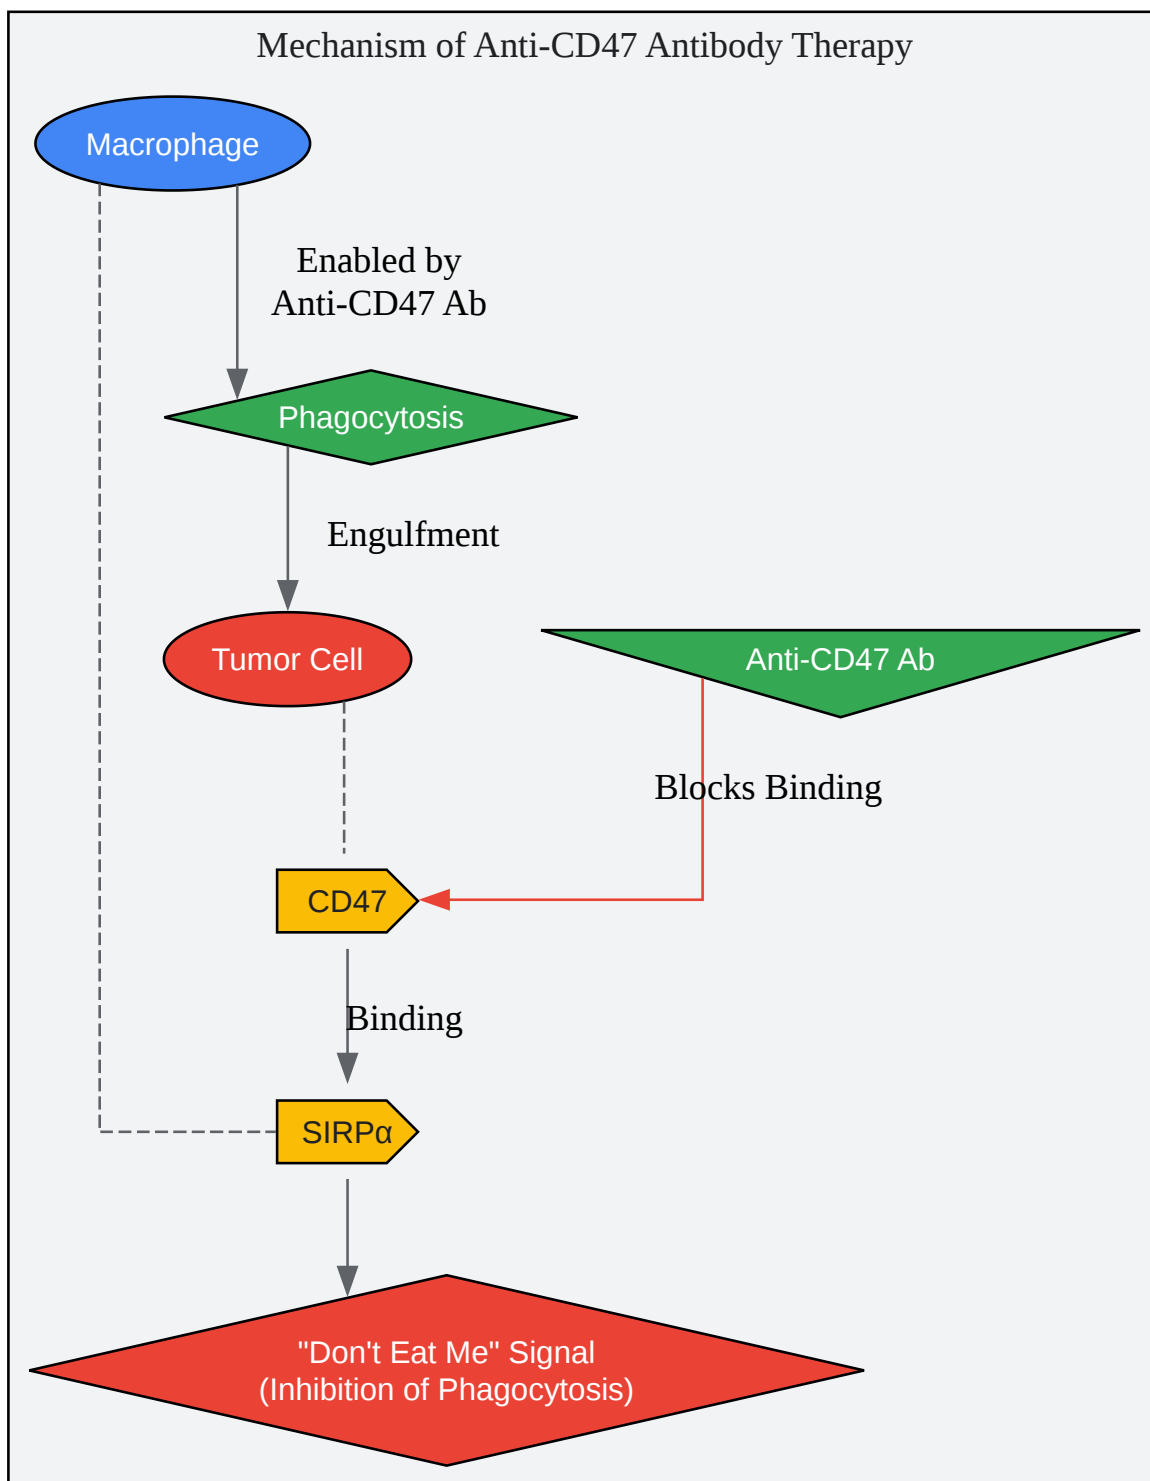 Mechanism of Anti-CD47 Antibody Therapy
Macrophage
Enabled by
Anti-CD47 Ab
Phagocytosis
Engulfment
Tumor Cell
Anti-CD47 Ab
Blocks Binding
CD47
Binding
SIRPα
"Don't Eat Me" Signal
(Inhibition of Phagocytosis)